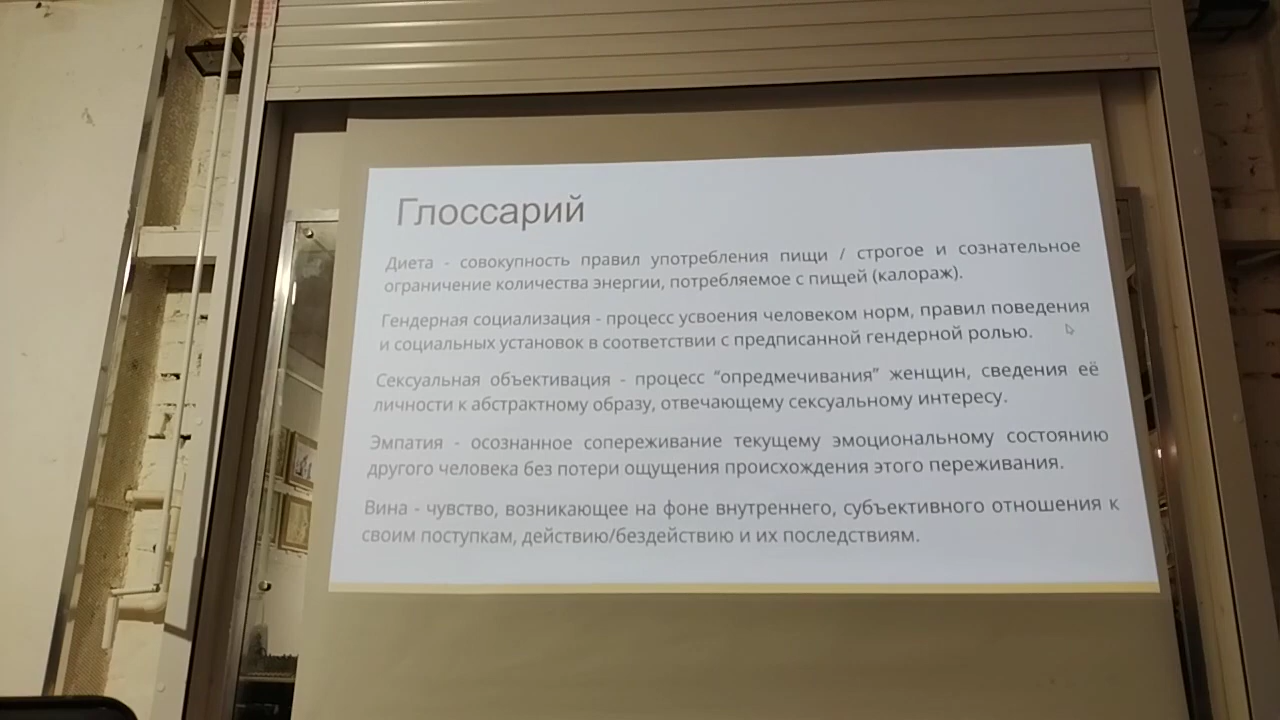 Глоссарий
Диета - совокупность правил употребления пищи / строгое и сознательное
ограничение количества энергии, потребляемое с пищей (калораж).
Гендерная социализация - процесс усвоения человеком норм, правил поведения
и социальных установок в соответствии с предписанной гендерной ролью.
Сексуальная объективация - процесс “опредмечивания” женщин, сведения её
личности к абстрактному образу, отвечающему сексуальному интересу.
Эмпатия - осознанное сопереживание текущему эмоциональному состоянию
другого человека без потери ощущения происхождения этого переживания.
Вина - чувство, возникающее на фоне внутреннего, субъективного отношения к
своим поступкам, действию/бездействию и их последствиям.